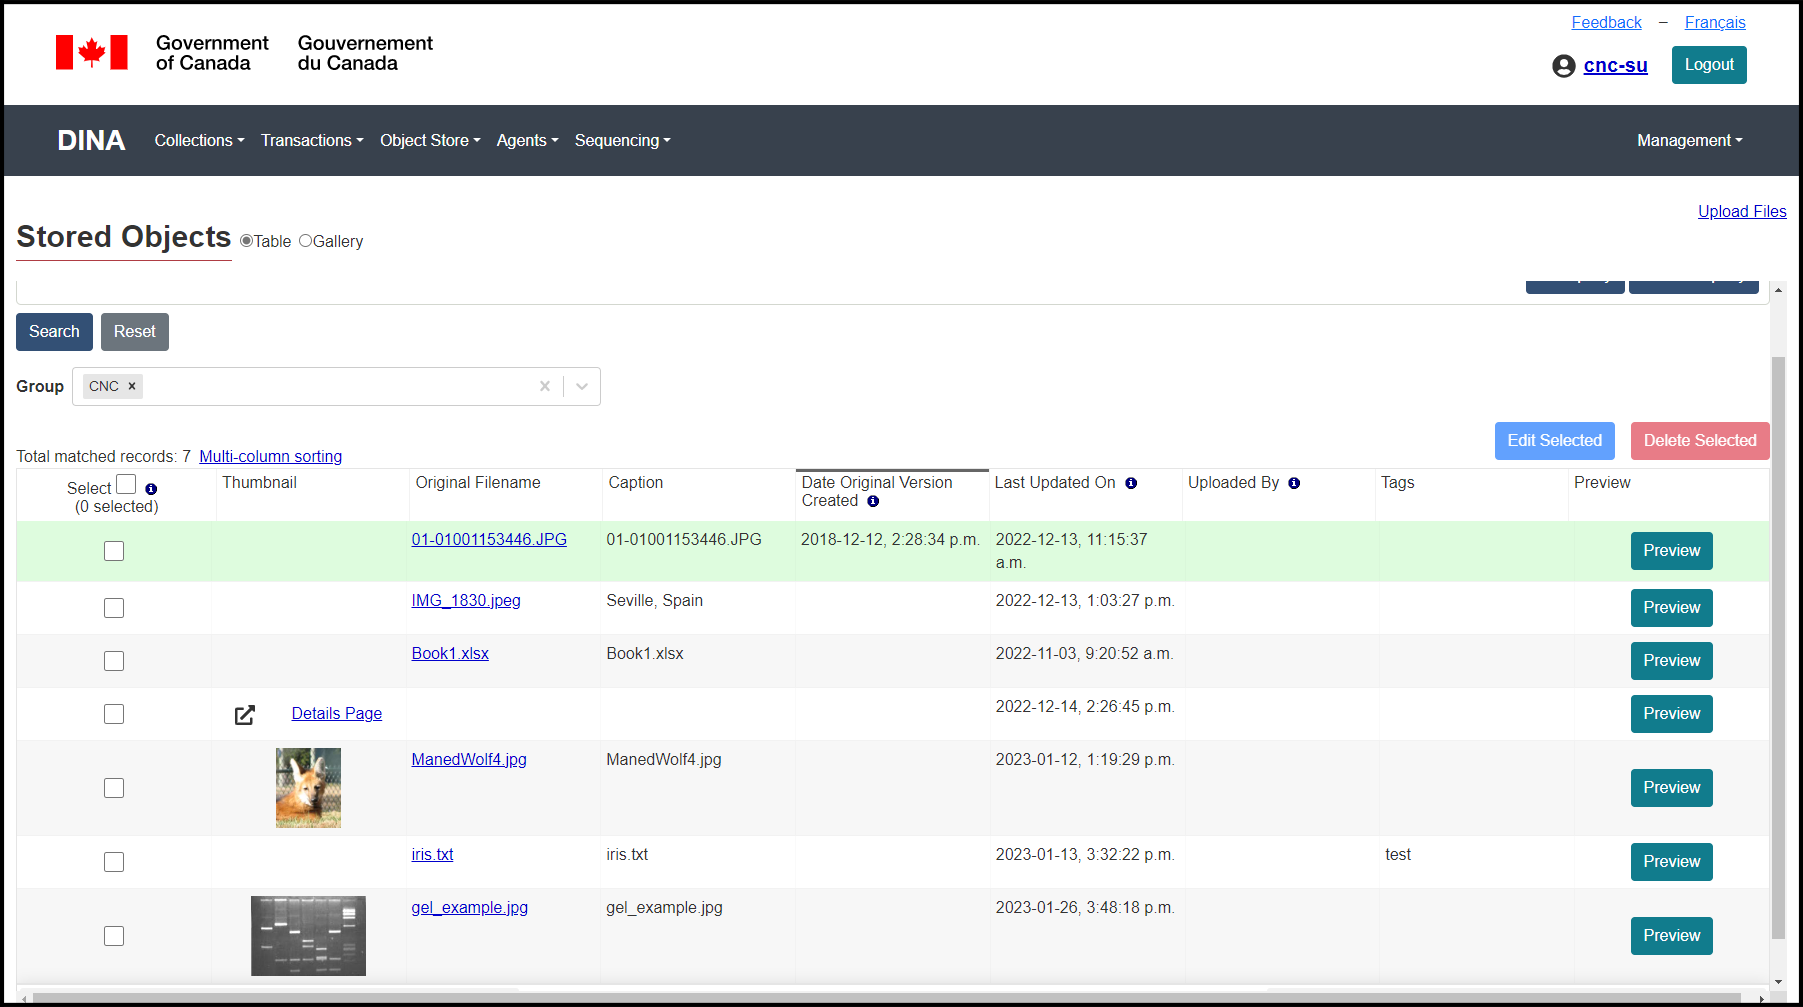 Feedback – Français
Government of Canada
Gouvernement du Canada
cnc-su
Logout
DINA Collections Transactions Object Store Agents Sequencing Management
Upload Files
Stored Objects Table Gallery
Search Reset
Group CNC ×
Edit Selected Delete Selected
Total matched records: 7 Multi-column sorting
Select (0 selected) Thumbnail Original Filename Caption Date Original Version Created Last Updated On Uploaded By Tags Preview
01-01001153446.JPG 01-01001153446.JPG 2018-12-12, 2:28:34 p.m. 2022-12-13, 11:15:37 a.m. Preview
IMG_1830.jpeg Seville, Spain 2022-12-13, 1:03:27 p.m. Preview
Book1.xlsx Book1.xlsx 2022-11-03, 9:20:52 a.m. Preview
Details Page 2022-12-14, 2:26:45 p.m. Preview
ManedWolf4.jpg ManedWolf4.jpg 2023-01-12, 1:19:29 p.m. Preview
iris.txt iris.txt 2023-01-13, 3:32:22 p.m. test Preview
gel_example.jpg gel_example.jpg 2023-01-26, 3:48:18 p.m. Preview